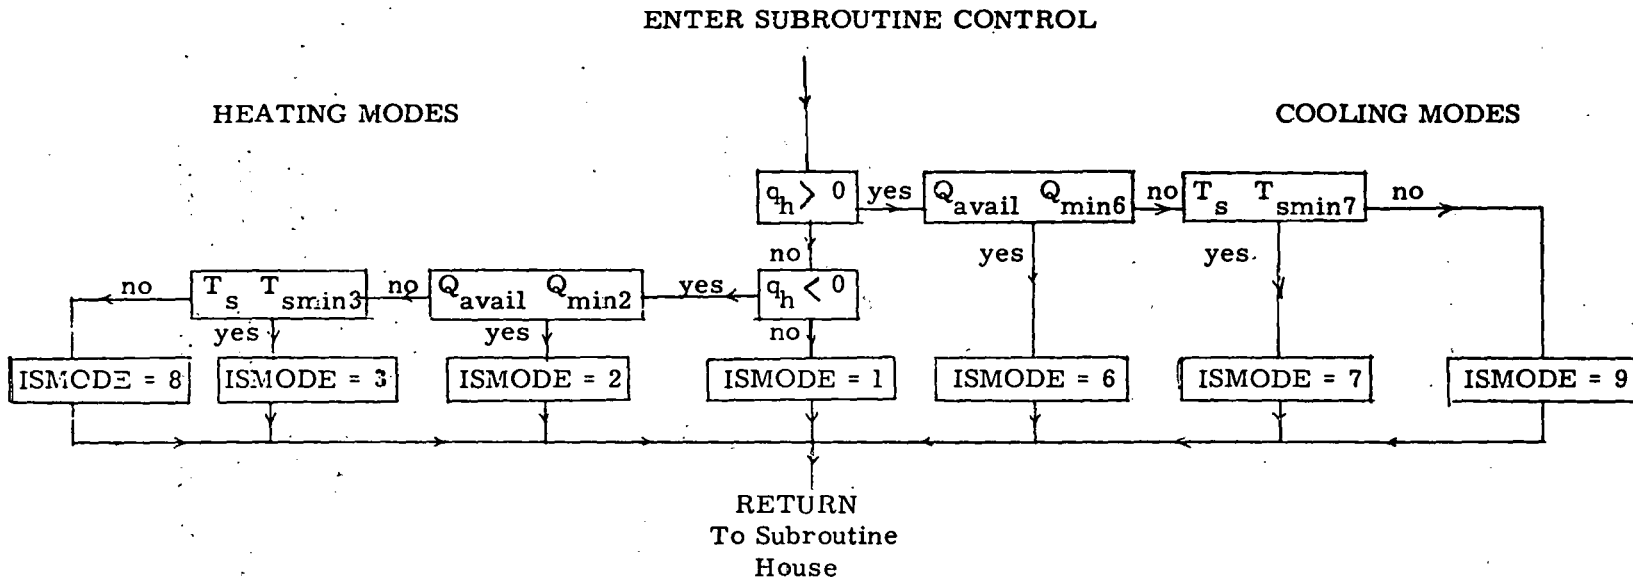 ENTER SUBROUTINE CONTROL
HEATING MODES
COOLING MODES
q_h > 0
yes
Q_avail Q_min6
no
T_s T_smin7
no
no
yes
yes
q_h < 0
yes
Q_avail Q_min2
no
T_s T_smin3
no
yes
yes
no
ISMODE = 8
ISMODE = 3
ISMODE = 2
ISMODE = 1
ISMODE = 6
ISMODE = 7
ISMODE = 9
RETURN
To Subroutine
House